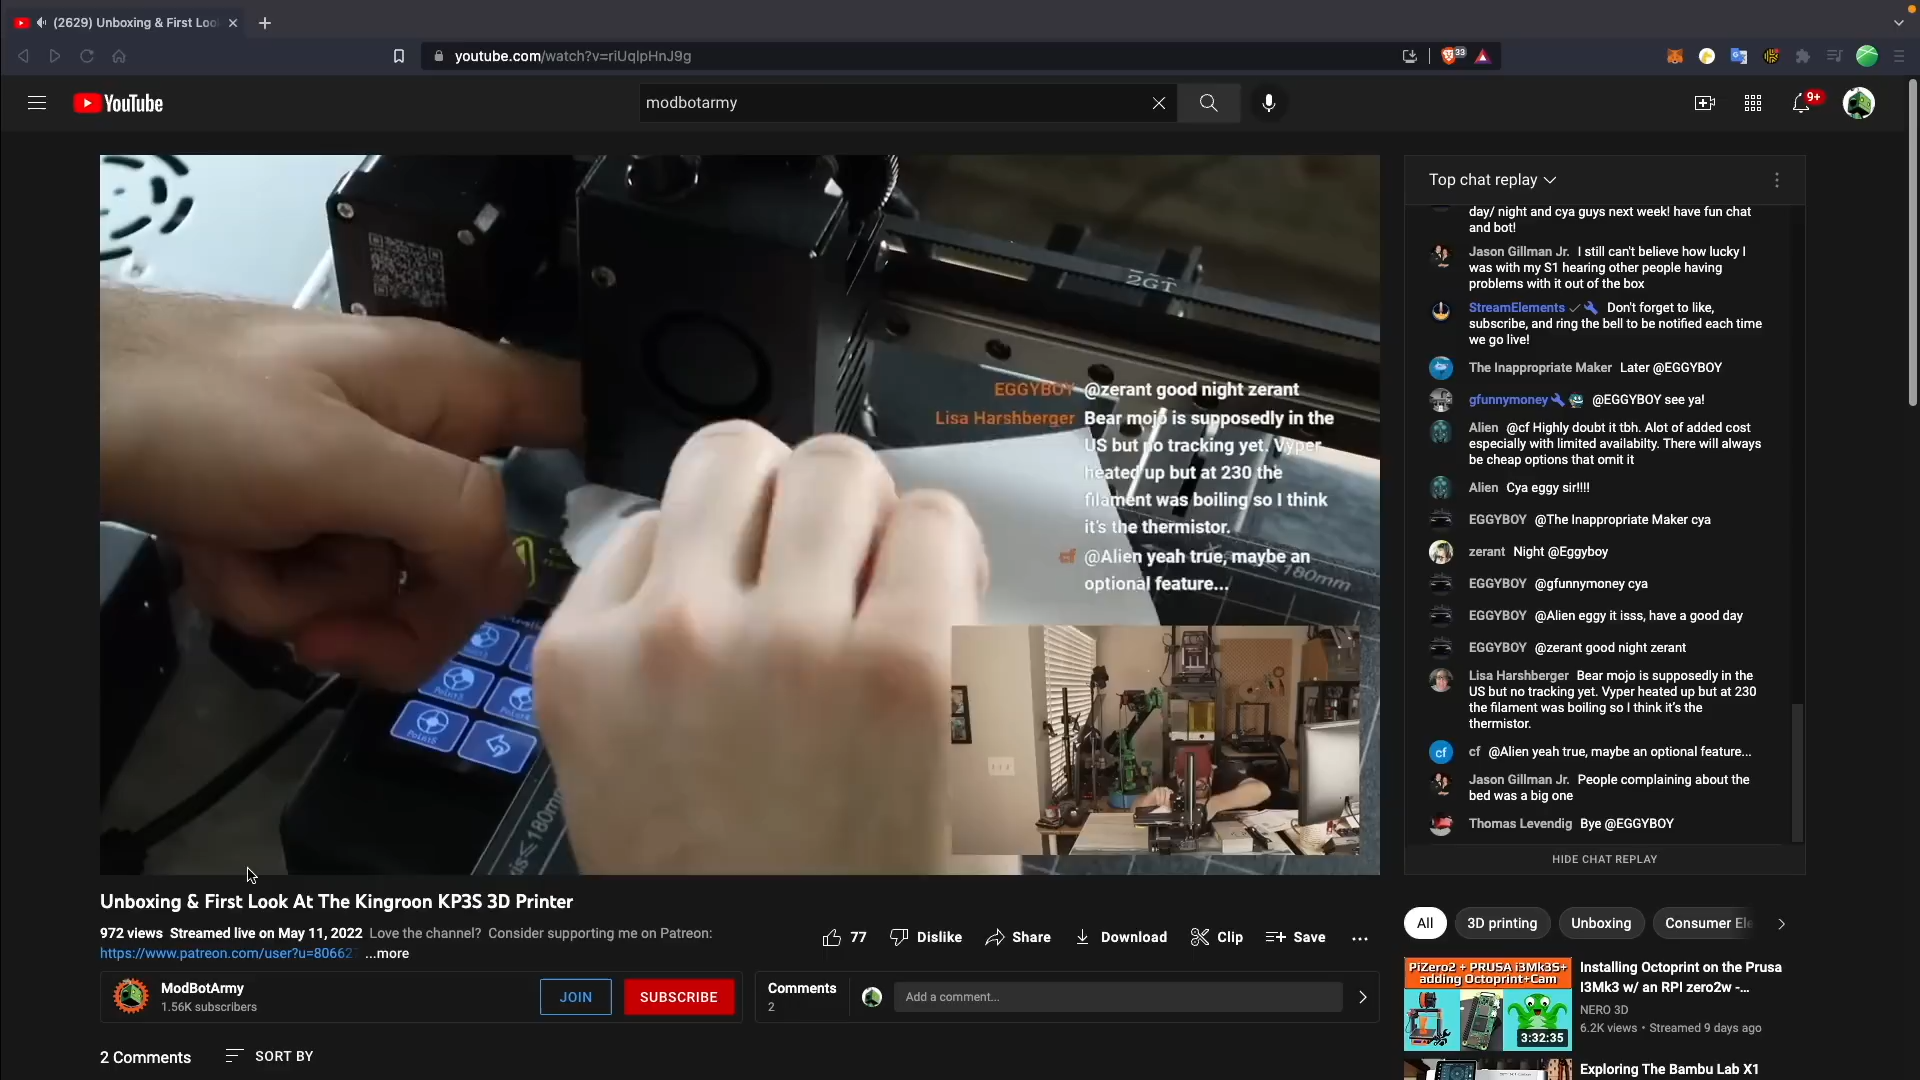 (2629) Unboxing & First Loo
youtube.com/watch?v=riUqlpHnJ9g
33
YouTube
modbotarmy
9+
2GT
EGGYBOY @zerant good night zerant
Lisa Harshberger Bear mojo is supposedly in the
US but no tracking yet. Vyper
heated up but at 230 the
filament was boiling so I think
it's the thermistor.
cf @Alien yeah true, maybe an
optional feature...
≤180mm
Point3
Point5
Top chat replay
day/ night and cya guys next week! have fun chat
and bot!
Jason Gillman Jr. I still can't believe how lucky I
was with my S1 hearing other people having
problems with it out of the box
StreamElements Don't forget to like,
subscribe, and ring the bell to be notified each time
we go live!
The Inappropriate Maker Later @EGGYBOY
gfunnymoney @EGGYBOY see ya!
Alien @cf Highly doubt it tbh. Alot of added cost
especially with limited availabilty. There will always
be cheap options that omit it
Alien Cya eggy sir!!!!
EGGYBOY @The Inappropriate Maker cya
zerant Night @Eggyboy
EGGYBOY @gfunnymoney cya
EGGYBOY @Alien eggy it isss, have a good day
EGGYBOY @zerant good night zerant
Lisa Harshberger Bear mojo is supposedly in the
US but no tracking yet. Vyper heated up but at 230
the filament was boiling so I think it's the
thermistor.
cf cf @Alien yeah true, maybe an optional feature...
Jason Gillman Jr. People complaining about the
bed was a big one
Thomas Levendig Bye @EGGYBOY
HIDE CHAT REPLAY
Unboxing & First Look At The Kingroon KP3S 3D Printer
972 views Streamed live on May 11, 2022 Love the channel? Consider supporting me on Patreon:
https://www.patreon.com/user?u=80662 ...more
77 Dislike Share Download Clip Save
ModBotArmy
1.56K subscribers
JOIN SUBSCRIBE
Comments
2
Add a comment...
2 Comments SORT BY
All 3D printing Unboxing Consumer Ele
PiZero2 + PRUSA i3Mk3S+
adding Octoprint+Cam
3:32:35
Installing Octoprint on the Prusa
I3Mk3 w/ an RPI zero2w -...
NERO 3D
6.2K views • Streamed 9 days ago
Exploring The Bambu Lab X1